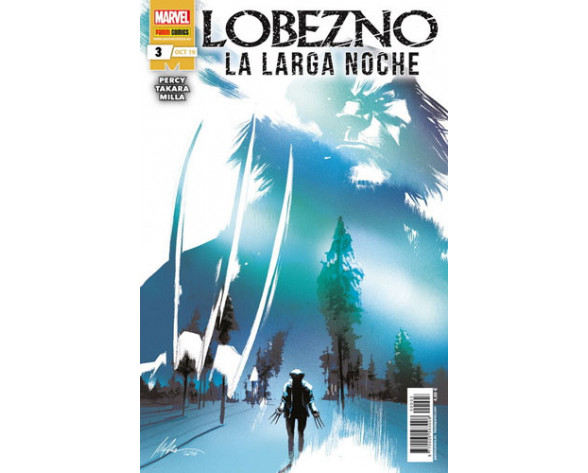 MARVEL
PANINI COMICS
3 OCT 19
PERCY
TAKARA
MILLA
LOBEZNO
LA LARGA NOCHE